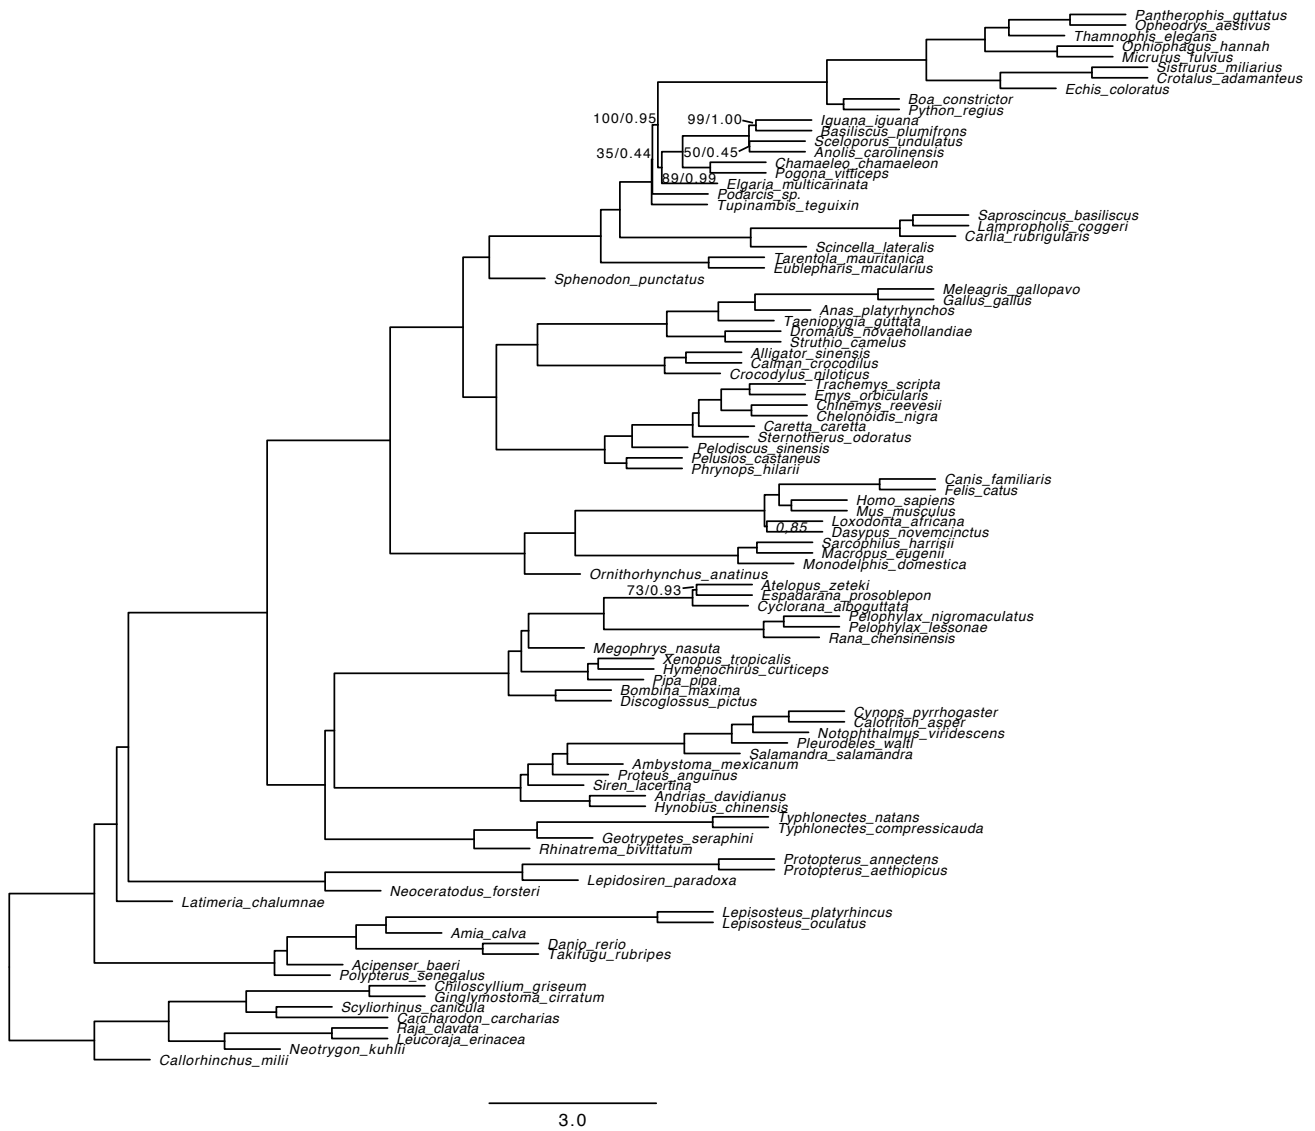 Pantherophis_guttatus
Opheodrys_aestivus
Thamnophis_elegans
Ophiophagus_hannah
Micrurus_fulvius
Sistrurus_miliarius
Crotalus_adamanteus
Echis_coloratus
Boa_constrictor
Python_regius
100/0.95
99/1.00
Iguana_iguana
Basiliscus_plumifrons
Sceloporus_undulatus
35/0.44
50/0.45
Anolis_carolinensis
Chamaeleo_chamaeleon
Pogona_vitticeps
89/0.99
Elgaria_multicarinata
Podarcis_sp.
Tupinambis_teguixin
Saproscincus_basiliscus
Lampropholis_coggeri
Carlia_rubrigularis
Scincella_lateralis
Tarentola_mauritanica
Eublepharis_macularius
Sphenodon_punctatus
Meleagris_gallopavo
Gallus_gallus
Anas_platyrhynchos
Taeniopygia_guttata
Dromaius_novaehollandiae
Struthio_camelus
Alligator_sinensis
Caiman_crocodilus
Crocodylus_niloticus
Trachemys_scripta
Emys_orbicularis
Chinemys_reevesii
Chelonoidis_nigra
Caretta_caretta
Sternotherus_odoratus
Pelodiscus_sinensis
Pelusios_castaneus
Phrynops_hilarii
Canis_familiaris
Felis_catus
Homo_sapiens
Mus_musculus
Loxodonta_africana
0,85
Dasypus_novemcinctus
Sarcophilus_harrisii
Macropus_eugenii
Monodelphis_domestica
Ornithorhynchus_anatinus
73/0.93
Atelopus_zeteki
Espadarana_prosoblepon
Cyclorana_alboguttata
Pelophylax_nigromaculatus
Pelophylax_lessonae
Rana_chensinensis
Megophrys_nasuta
Xenopus_tropicalis
Hymenochirus_curticeps
Pipa_pipa
Bombina_maxima
Discoglossus_pictus
Cynops_pyrrhogaster
Calotriton_asper
Notophthalmus_viridescens
Pleurodeles_waltl
Salamandra_salamandra
Ambystoma_mexicanum
Proteus_anguinus
Siren_lacertina
Andrias_davidianus
Hynobius_chinensis
Typhlonectes_natans
Typhlonectes_compressicauda
Geotrypetes_seraphini
Rhinatrema_bivittatum
Protopterus_annectens
Protopterus_aethiopicus
Lepidosiren_paradoxa
Neoceratodus_forsteri
Latimeria_chalumnae
Lepisosteus_platyrhincus
Lepisosteus_oculatus
Amia_calva
Danio_rerio
Takifugu_rubripes
Acipenser_baeri
Polypterus_senegalus
Chiloscyllium_griseum
Ginglymostoma_cirratum
Scyliorhinus_canicula
Carcharodon_carcharias
Raja_clavata
Leucoraja_erinacea
Neotrygon_kuhlii
Callorhinchus_milii
3.0